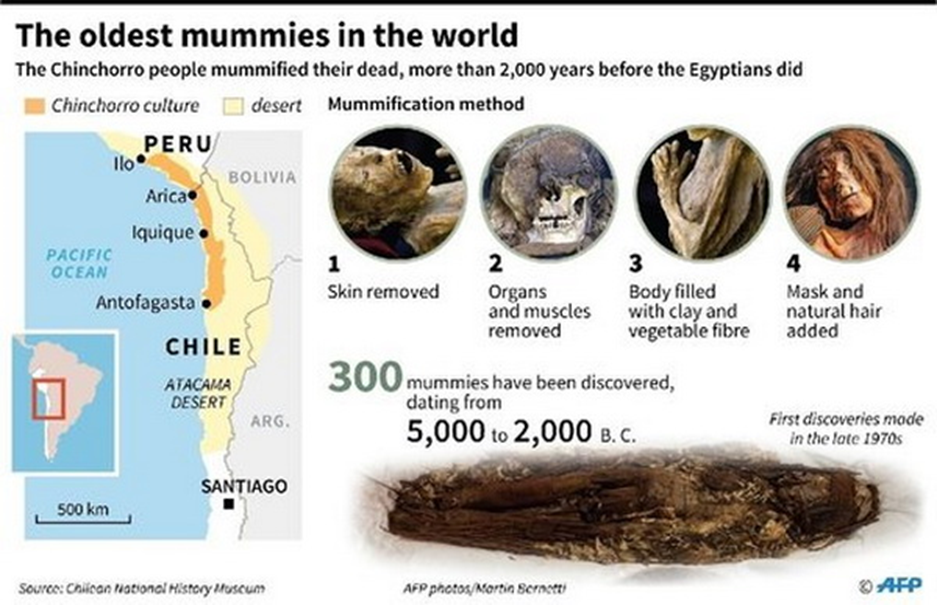 The oldest mummies in the world
The Chinchorro people mummified their dead, more than 2,000 years before the Egyptians did
Chinchorro culture
desert
PERU
Ilo
BOLIVIA
Arica
Iquique
PACIFIC
OCEAN
Antofagasta
CHILE
ATACAMA
DESERT
ARG.
SANTIAGO
500 km
Mummification method
1
Skin removed
2
Organs
and muscles
removed
3
Body filled
with clay and
vegetable fibre
4
Mask and
natural hair
added
300 mummies have been discovered,
dating from
5,000 to 2,000 B. C.
First discoveries made
in the late 1970s
Source: Chilean National History Museum
AFP photos/Martin Bernetti
© AFP